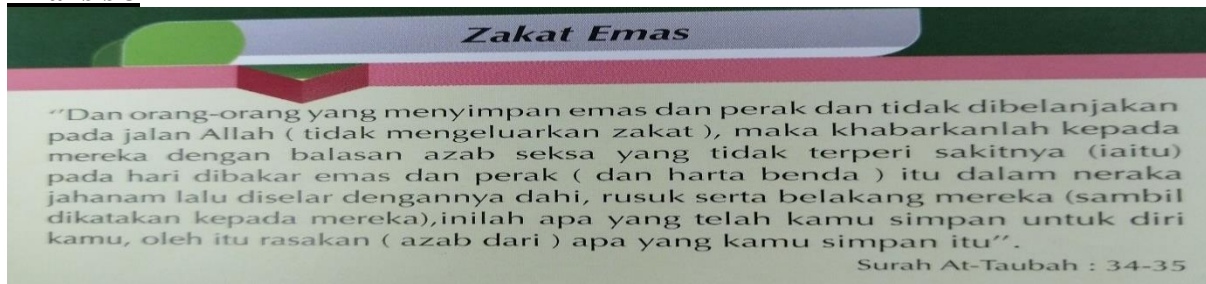 Zakat Emas
“Dan orang-orang yang menyimpan emas dan perak dan tidak dibelanjakan
pada jalan Allah ( tidak mengeluarkan zakat ), maka khabarkanlah kepada
mereka dengan balasan azab seksa yang tidak terperi sakitnya (iaitu)
pada hari dibakar emas dan perak ( dan harta benda ) itu dalam neraka
jahanam lalu diselar dengannya dahi, rusuk serta belakang mereka (sambil
dikatakan kepada mereka),inilah apa yang telah kamu simpan untuk diri
kamu, oleh itu rasakan ( azab dari ) apa yang kamu simpan itu”.
Surah At-Taubah : 34-35